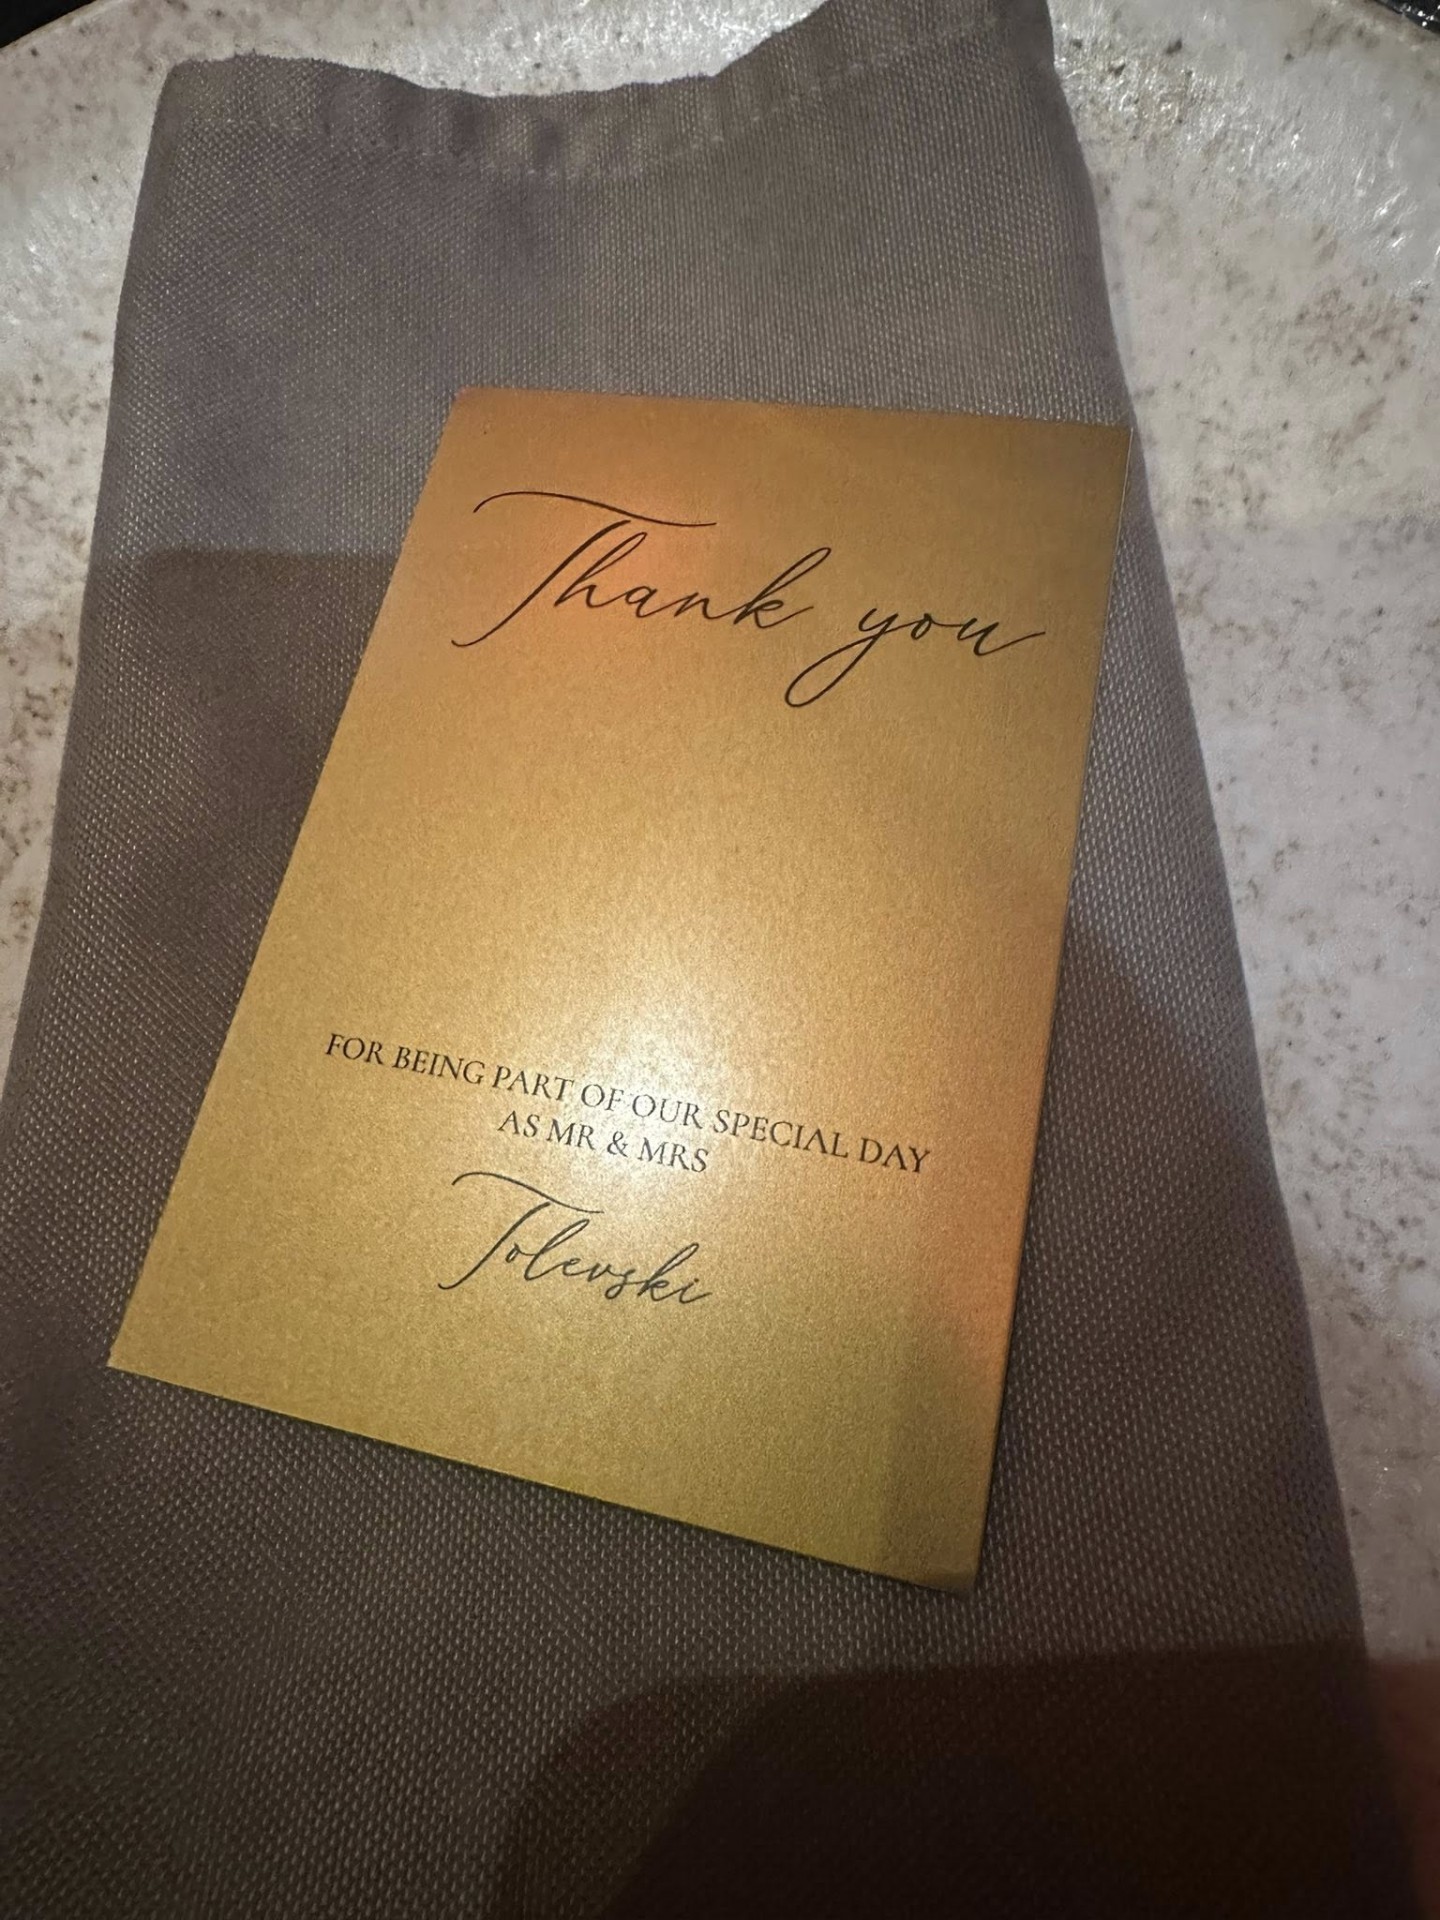 Thank you
FOR BEING PART OF OUR SPECIAL DAY
AS MR & MRS
Tolevski